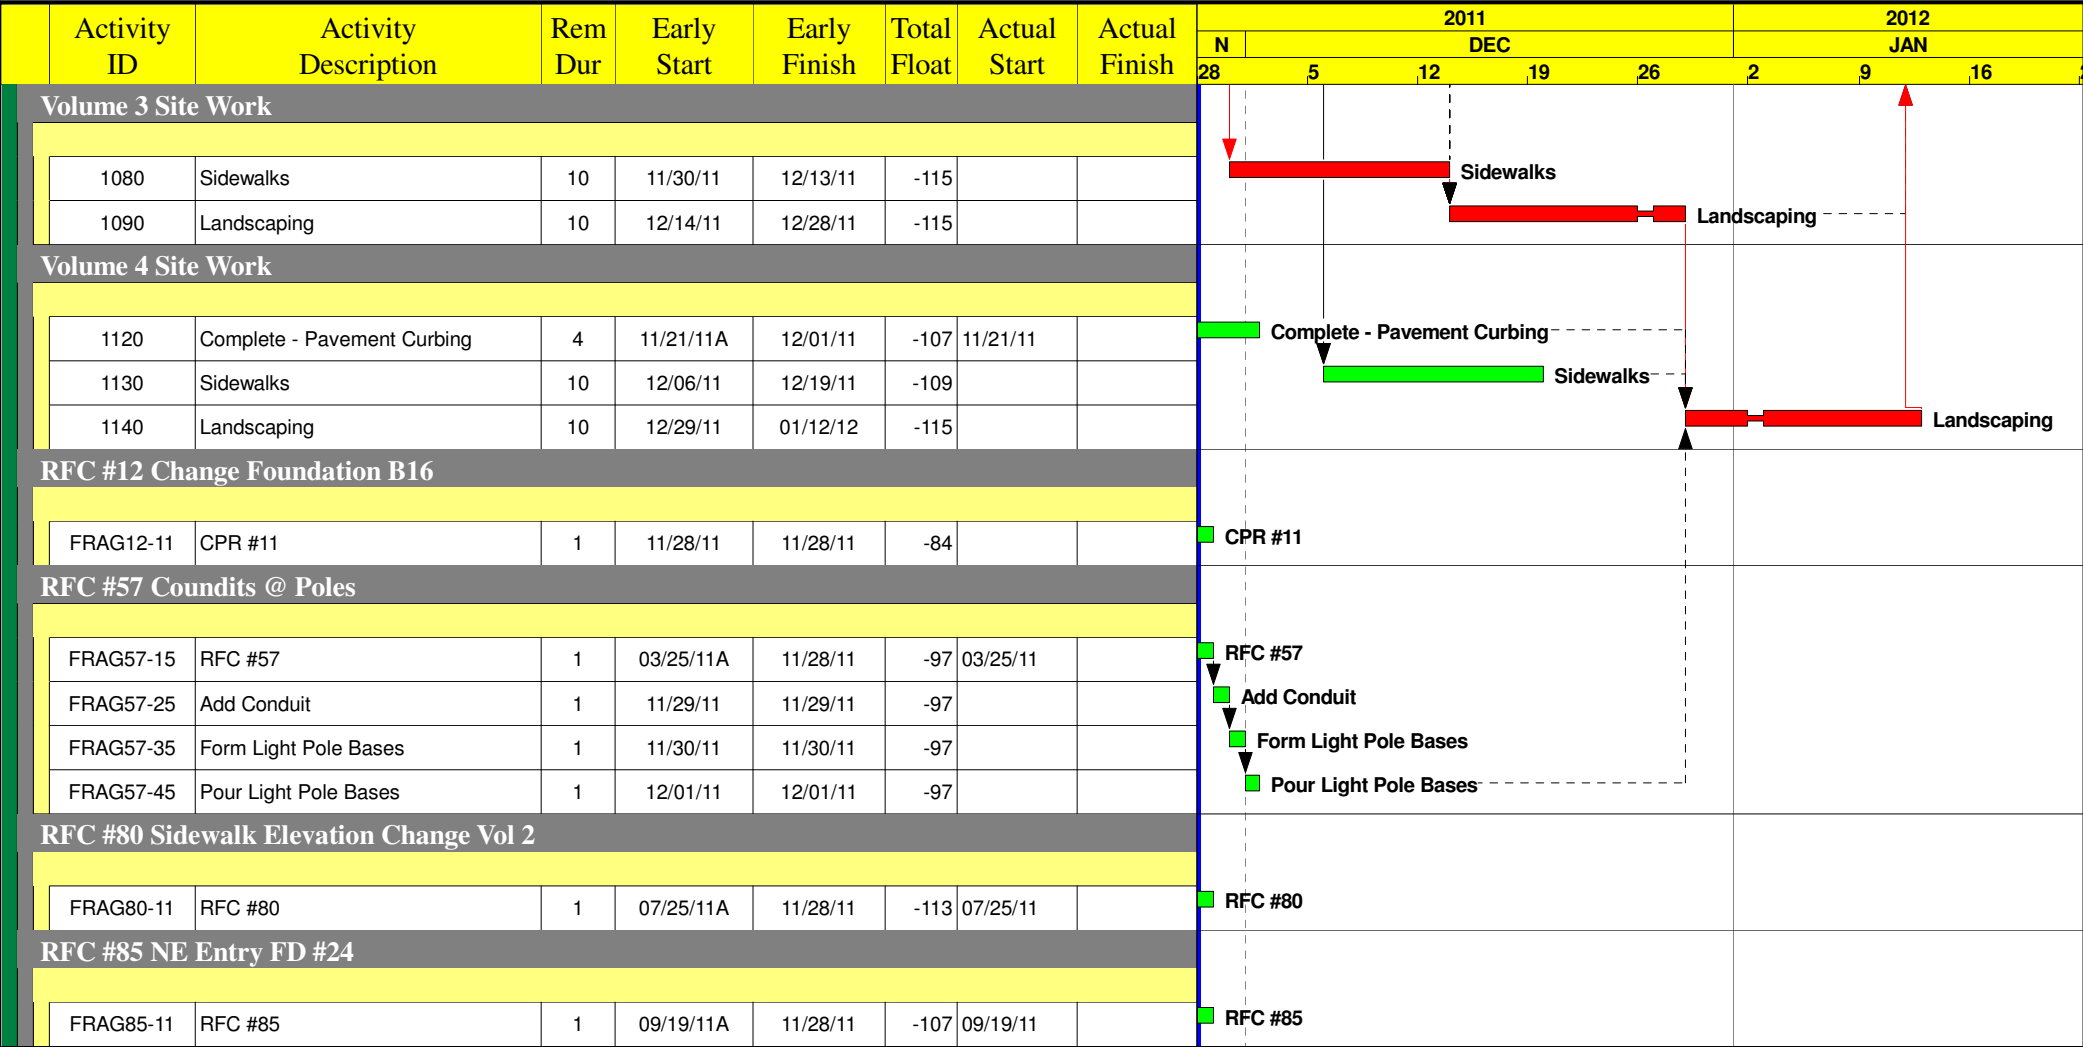 Activity ID Activity Description Rem Dur Early Start Early Finish Total Float Actual Start Actual Finish
2011 2012
N DEC JAN
28 5 12 19 26 2 9 16
Volume 3 Site Work
1080 Sidewalks 10 11/30/11 12/13/11 -115 Sidewalks
1090 Landscaping 10 12/14/11 12/28/11 -115 Landscaping
Volume 4 Site Work
1120 Complete - Pavement Curbing 4 11/21/11A 12/01/11 -107 11/21/11 Complete - Pavement Curbing
1130 Sidewalks 10 12/06/11 12/19/11 -109 Sidewalks
1140 Landscaping 10 12/29/11 01/12/12 -115 Landscaping
RFC #12 Change Foundation B16
FRAG12-11 CPR #11 1 11/28/11 11/28/11 -84 CPR #11
RFC #57 Coundits @ Poles
FRAG57-15 RFC #57 1 03/25/11A 11/28/11 -97 03/25/11 RFC #57
FRAG57-25 Add Conduit 1 11/29/11 11/29/11 -97 Add Conduit
FRAG57-35 Form Light Pole Bases 1 11/30/11 11/30/11 -97 Form Light Pole Bases
FRAG57-45 Pour Light Pole Bases 1 12/01/11 12/01/11 -97 Pour Light Pole Bases
RFC #80 Sidewalk Elevation Change Vol 2
FRAG80-11 RFC #80 1 07/25/11A 11/28/11 -113 07/25/11 RFC #80
RFC #85 NE Entry FD #24
FRAG85-11 RFC #85 1 09/19/11A 11/28/11 -107 09/19/11 RFC #85